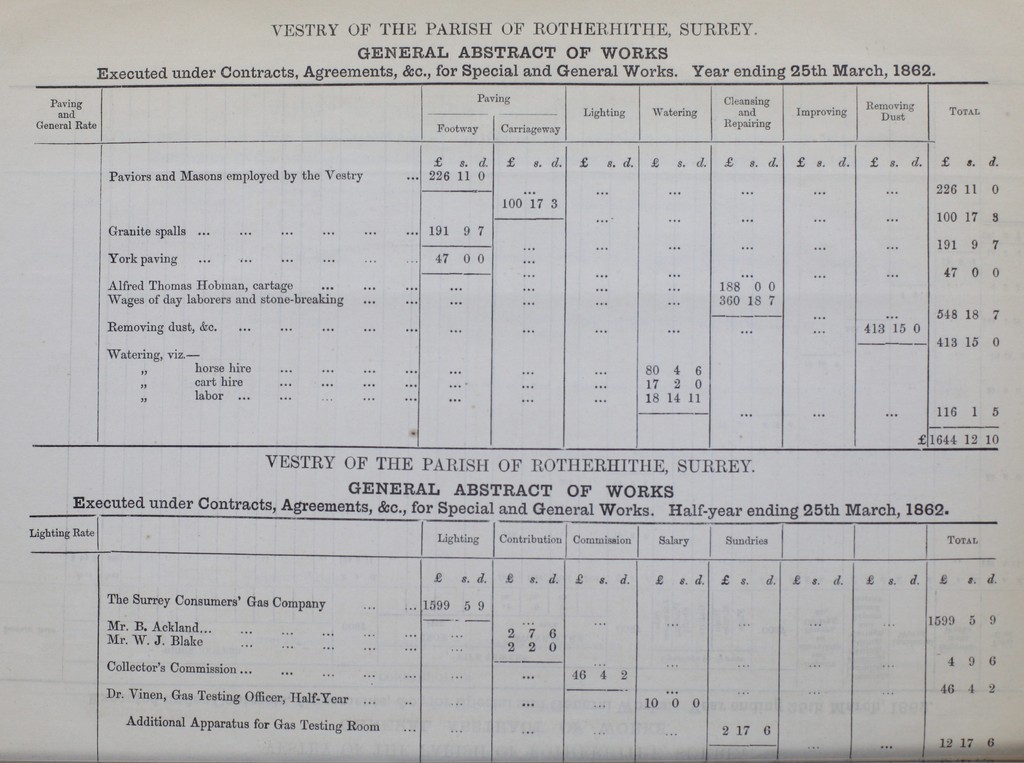 VESTRY OF THE PARISH OF ROTHERHITHE, SURREY.
GENERAL ABSTRACT OF WORKS
Executed under Contracts, Agreements, &c., for Special and General Works. Year ending 25th March, 1862.
Paving and General Rate Paving Lighting Watering Cleansing and Repairing Improving Removing Dust TOTAL
Footway Carriageway
£ s. d. £ s. d. £ s. d. £ s. d. £ s. d. £ s. d. £ s. d. £ s. d.
Paviors and Masons employed by the Vestry ... 226 11 0
... ... ... ... ... ... 226 11 0
100 17 3
... ... ... ... ... 100 17 3
Granite spalls ... ... ... ... ... ... 191 9 7
... ... ... ... ... ... 191 9 7
York paving ... ... ... ... ... ... 47 0 0 ...
... ... ... ... ... ... 47 0 0
Alfred Thomas Hobman, cartage ... ... ... ... ... ... ... 188 0 0
Wages of day laborers and stone-breaking ... ... ... ... ... ... 360 18 7
... ... 548 18 7
Removing dust, &c. ... ... ... ... ... ... ... ... ... ... ... 413 15 0
413 15 0
Watering, viz.—
„ horse hire ... ... ... ... ... ... ... 80 4 6
„ cart hire ... ... ... ... ... ... ... 17 2 0
„ labor ... ... ... ... ... ... ... ... 18 14 11
... ... ... 116 1 5
£1644 12 10
VESTRY OF THE PARISH OF ROTHERHITHE, SURREY.
GENERAL ABSTRACT OF WORKS
Executed under Contracts, Agreements, &c., for Special and General Works. Half-year ending 25th March, 1862.
Lighting Rate Lighting Contribution Commission Salary Sundries TOTAL
£ s. d. £ s. d. £ s. d. £ s. d. £ s. d. £ s. d. £ s. d. £ s. d.
The Surrey Consumers' Gas Company ... ... 1599 5 9
... ... ... ... ... ... 1599 5 9
Mr. B. Ackland... ... ... ... ... ... ... 2 7 6
Mr. W. J. Blake ... ... ... ... ... ... 2 2 0
... ... ... ... ... 4 9 6
Collector's Commission ... ... ... ... ... ... ... 46 4 2
... ... ... ... 46 4 2
Dr. Vinen, Gas Testing Officer, Half-Year ... ... ... ... ... 10 0 0
Additional Apparatus for Gas Testing Room ... ... ... ... ... 2 17 6
... ... 12 17 6